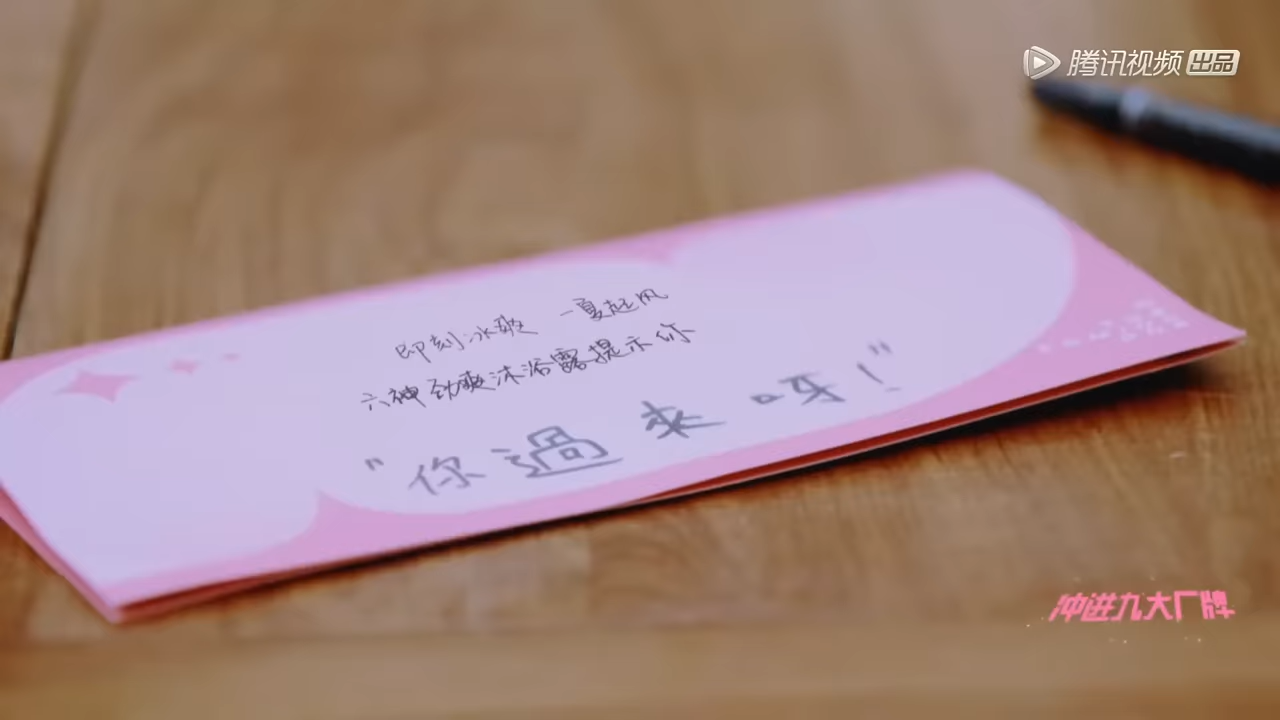 腾讯视频 出品
即刻冰爽 一夏起风
六神劲爽沐浴露提示你
"你過来呀！"
冲进九大厂牌